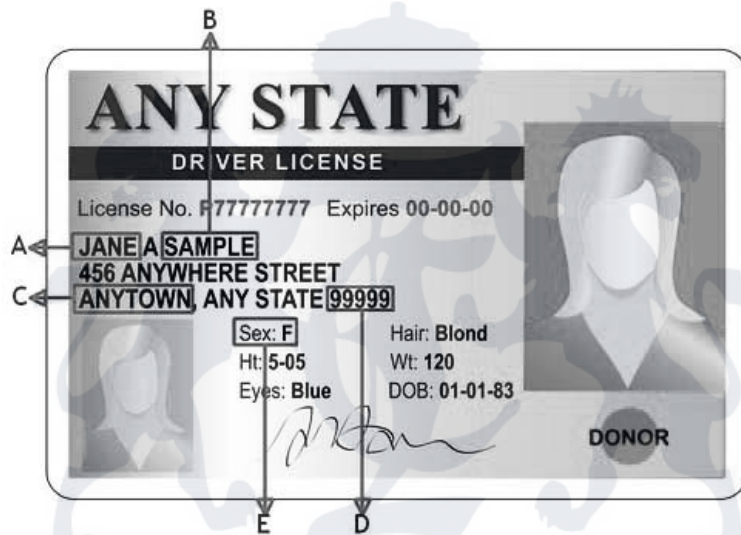 B
ANY STATE
DRIVER LICENSE
License No. F77777777 Expires 00-00-00
A JANE A SAMPLE
456 ANYWHERE STREET
C ANYTOWN, ANY STATE 99999
Sex: F Hair: Blond
Ht: 5-05 Wt: 120
Eyes: Blue DOB: 01-01-83
DONOR
E D